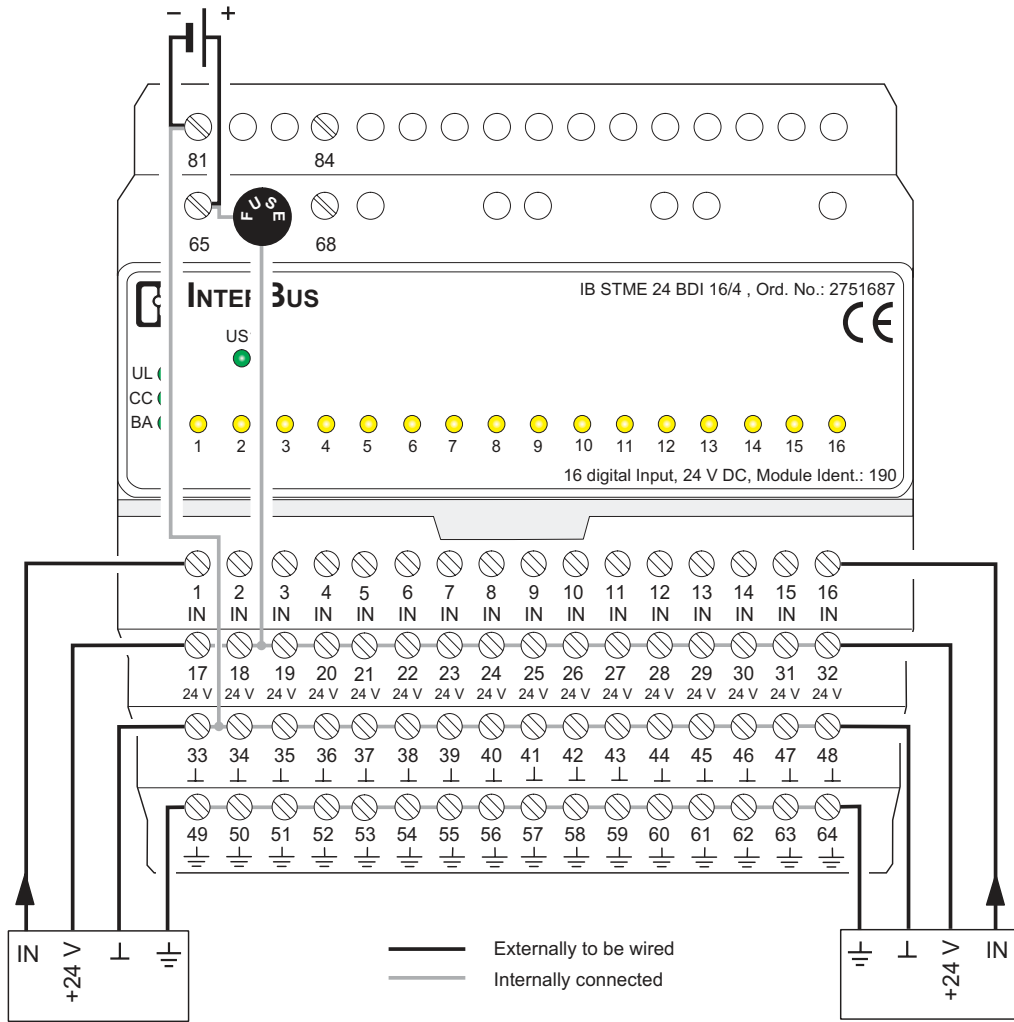 − +
81 84
FUSE
65 68
IB STME 24 BDI 16/4 , Ord. No.: 2751687
CE
US
UL
CC
BA
1 2 3 4 5 6 7 8 9 10 11 12 13 14 15 16
16 digital Input, 24 V DC, Module Ident.: 190
1 2 3 4 5 6 7 8 9 10 11 12 13 14 15 16
IN IN IN IN IN IN IN IN IN IN IN IN IN IN IN IN
17 18 19 20 21 22 23 24 25 26 27 28 29 30 31 32
24 V 24 V 24 V 24 V 24 V 24 V 24 V 24 V 24 V 24 V 24 V 24 V 24 V 24 V 24 V 24 V
33 34 35 36 37 38 39 40 41 42 43 44 45 46 47 48
49 50 51 52 53 54 55 56 57 58 59 60 61 62 63 64
IN +24 V
Externally to be wired
Internally connected
+24 V IN